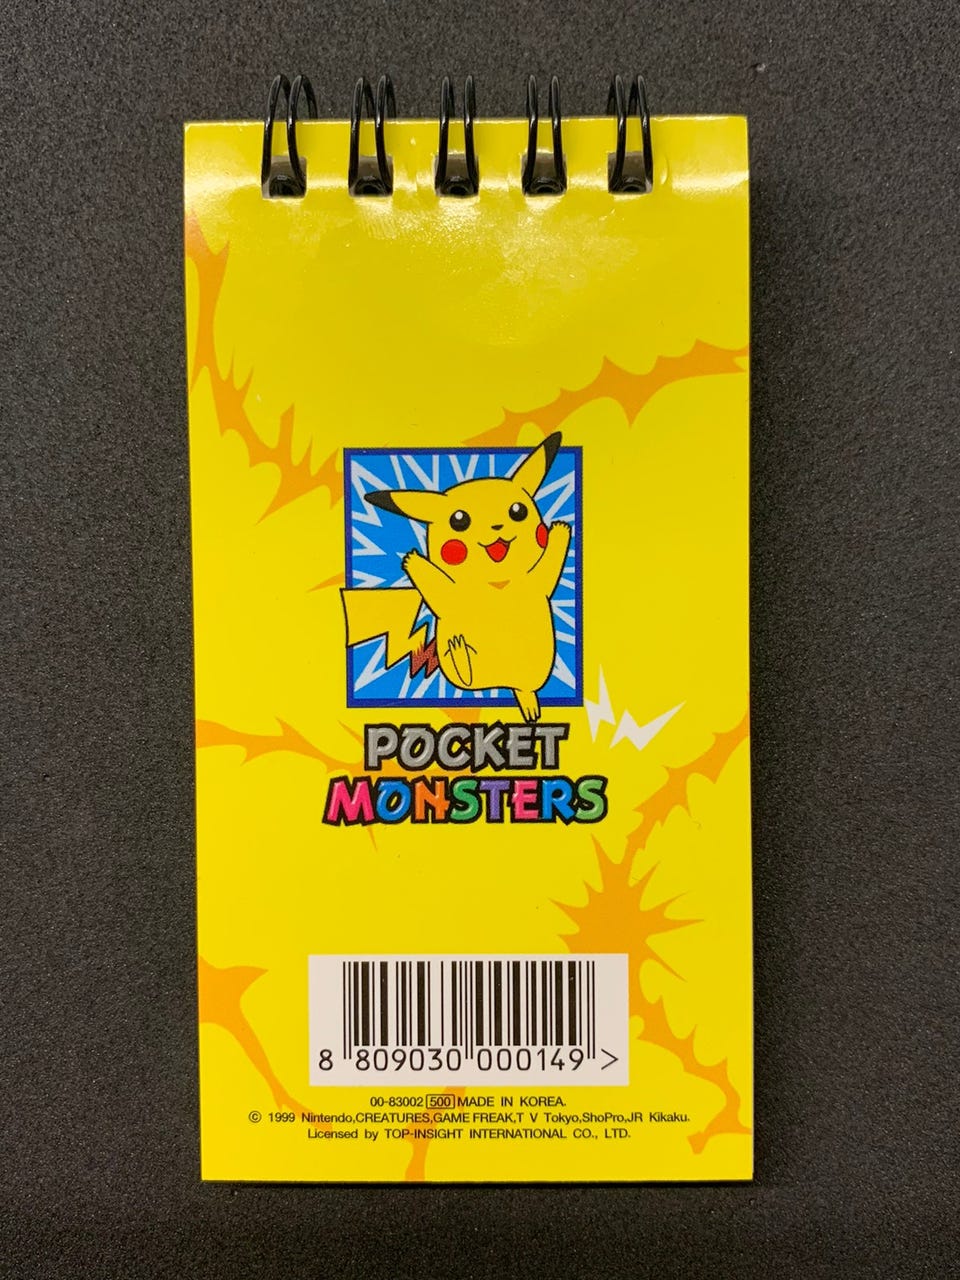 POCKET
MONSTERS
8 809030 000149 >
00-83002 500 MADE IN KOREA.
© 1999 Nintendo,CREATURES,GAME FREAK,T V Tokyo,ShoPro,JR Kikaku.
Licensed by TOP-INSIGHT INTERNATIONAL CO., LTD.